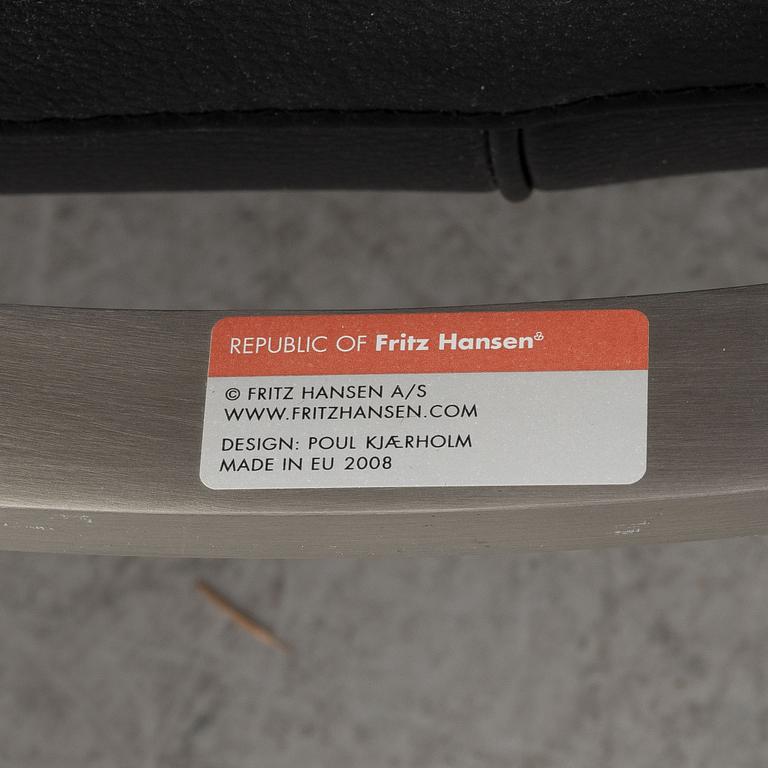 REPUBLIC OF Fritz Hansen
© FRITZ HANSEN A/S
WWW.FRITZHANSEN.COM
DESIGN: POUL KJÆRHOLM
MADE IN EU 2008